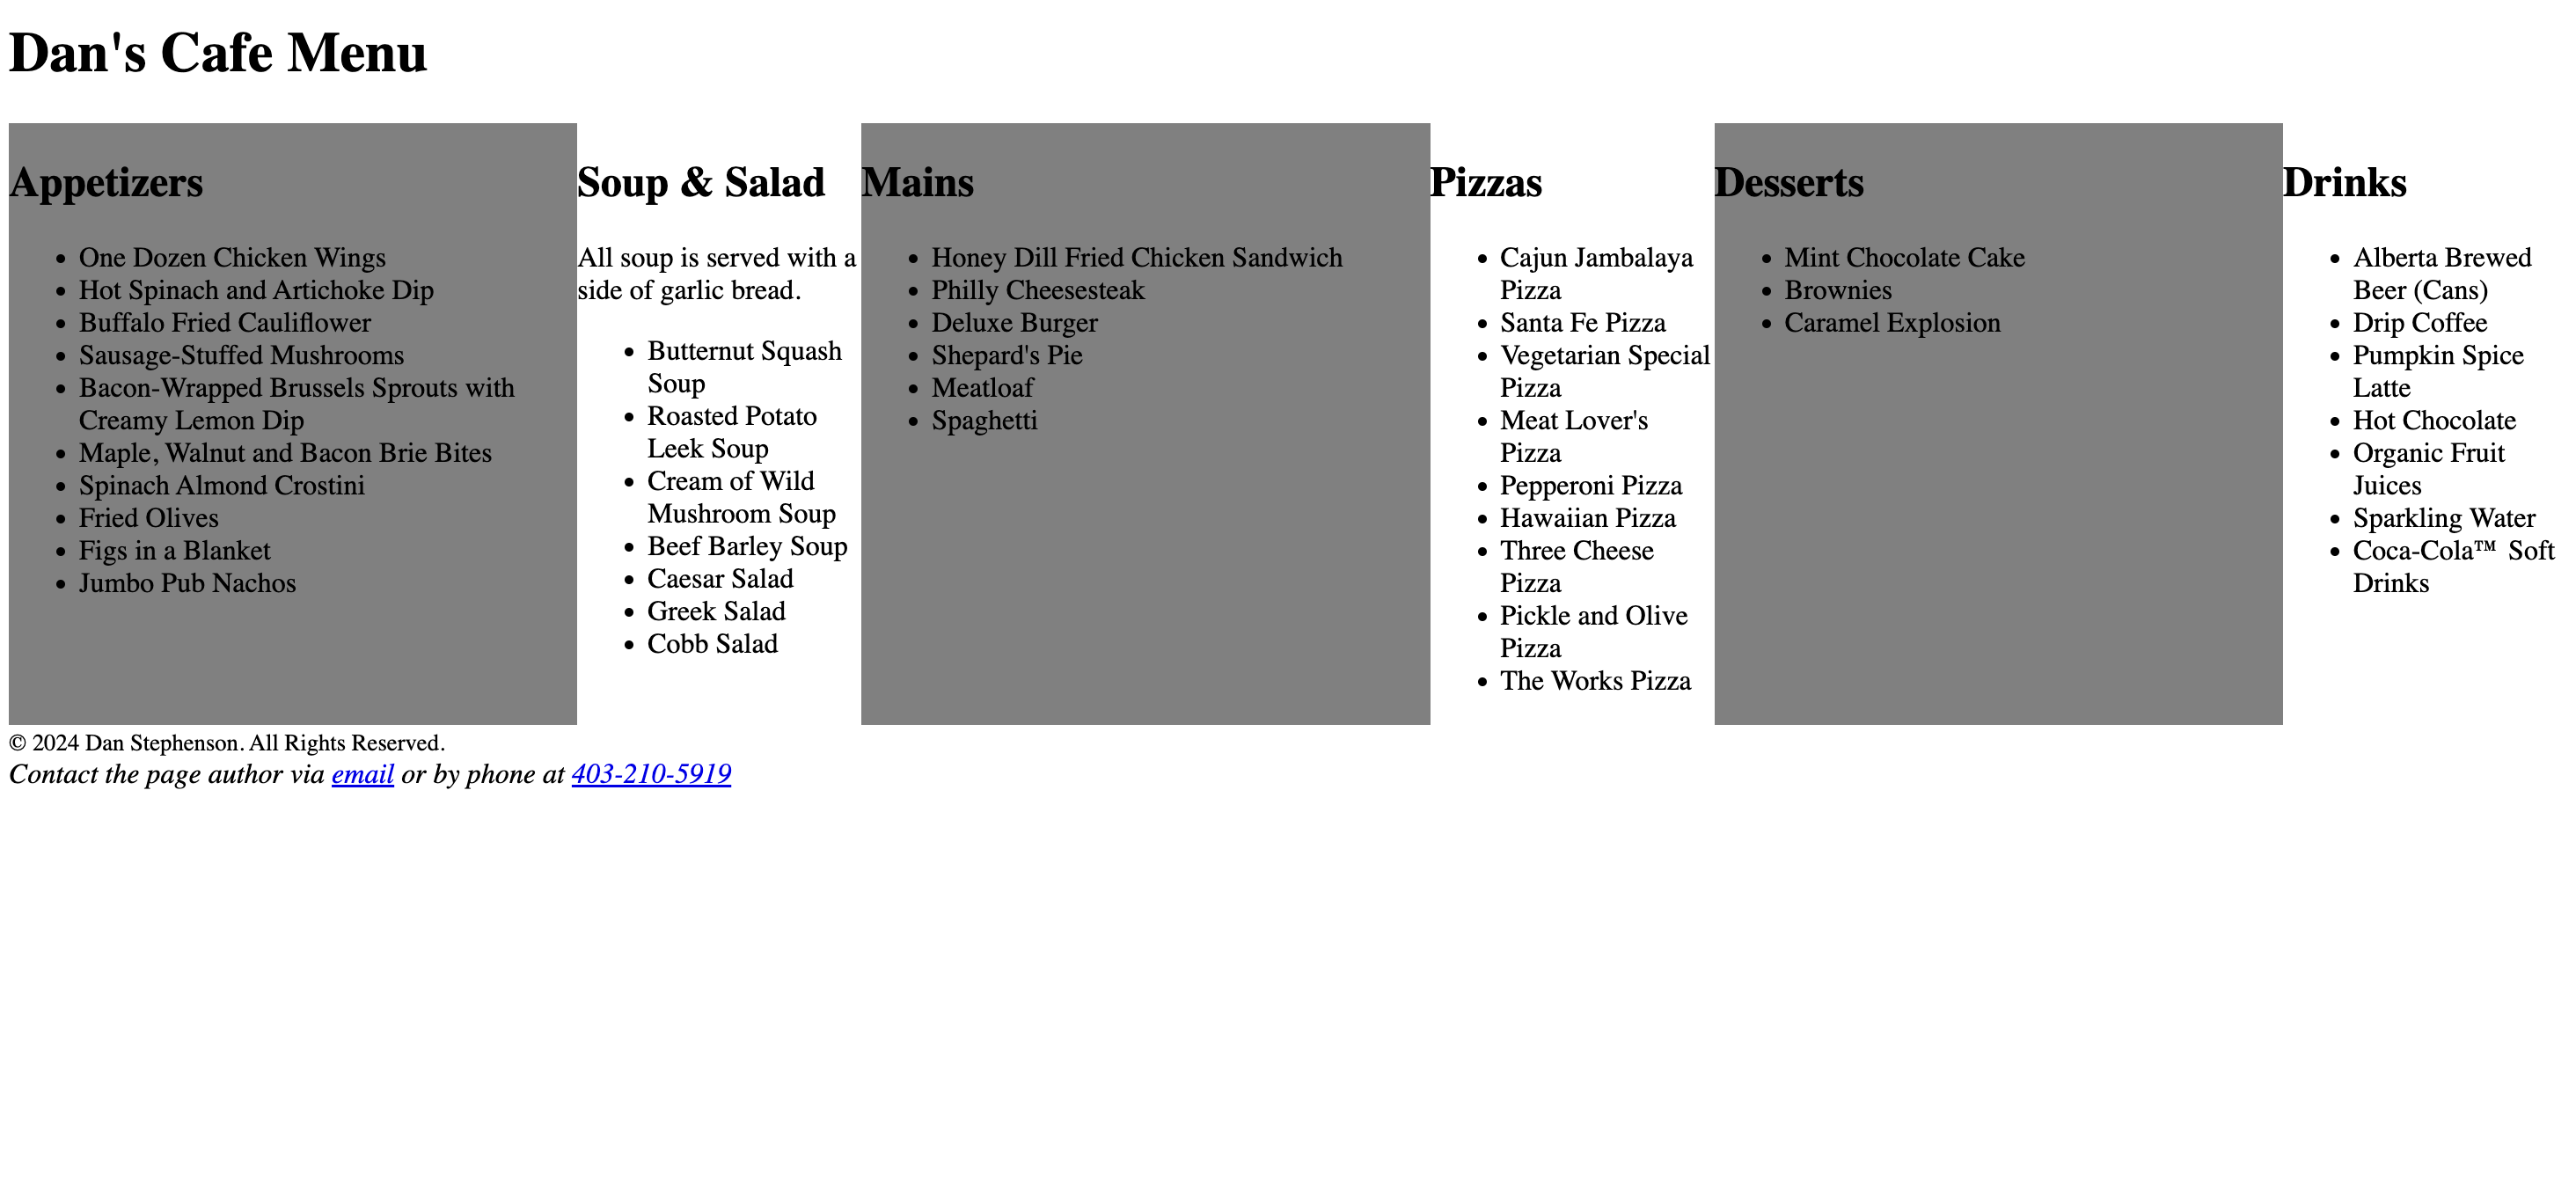 Dan's Cafe Menu
Appetizers
One Dozen Chicken Wings
Hot Spinach and Artichoke Dip
Buffalo Fried Cauliflower
Sausage-Stuffed Mushrooms
Bacon-Wrapped Brussels Sprouts with
Creamy Lemon Dip
Maple, Walnut and Bacon Brie Bites
Spinach Almond Crostini
Fried Olives
Figs in a Blanket
Jumbo Pub Nachos
Soup & Salad
All soup is served with a
side of garlic bread.
Butternut Squash
Soup
Roasted Potato
Leek Soup
Cream of Wild
Mushroom Soup
Beef Barley Soup
Caesar Salad
Greek Salad
Cobb Salad
Mains
Honey Dill Fried Chicken Sandwich
Philly Cheesesteak
Deluxe Burger
Shepard's Pie
Meatloaf
Spaghetti
Pizzas
Cajun Jambalaya
Pizza
Santa Fe Pizza
Vegetarian Special
Pizza
Meat Lover's
Pizza
Pepperoni Pizza
Hawaiian Pizza
Three Cheese
Pizza
Pickle and Olive
Pizza
The Works Pizza
Desserts
Mint Chocolate Cake
Brownies
Caramel Explosion
Drinks
Alberta Brewed
Beer (Cans)
Drip Coffee
Pumpkin Spice
Latte
Hot Chocolate
Organic Fruit
Juices
Sparkling Water
Coca-Cola™ Soft
Drinks
© 2024 Dan Stephenson. All Rights Reserved.
Contact the page author via email or by phone at 403-210-5919